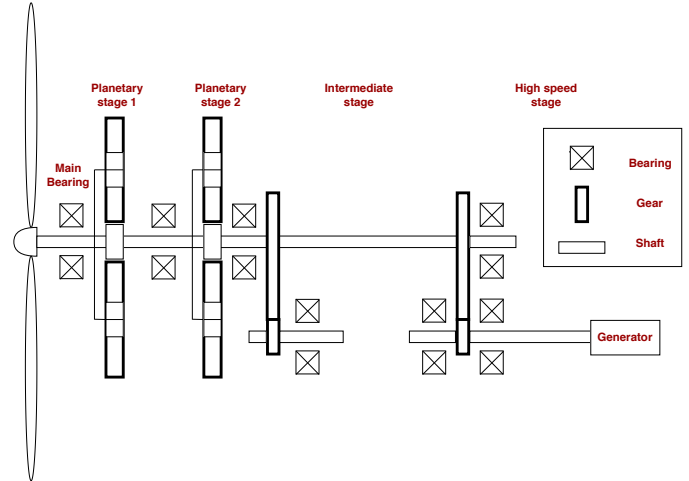 Planetary
stage 1
Planetary
stage 2
Intermediate
stage
High speed
stage
Main
Bearing
Bearing
Gear
Shaft
Generator